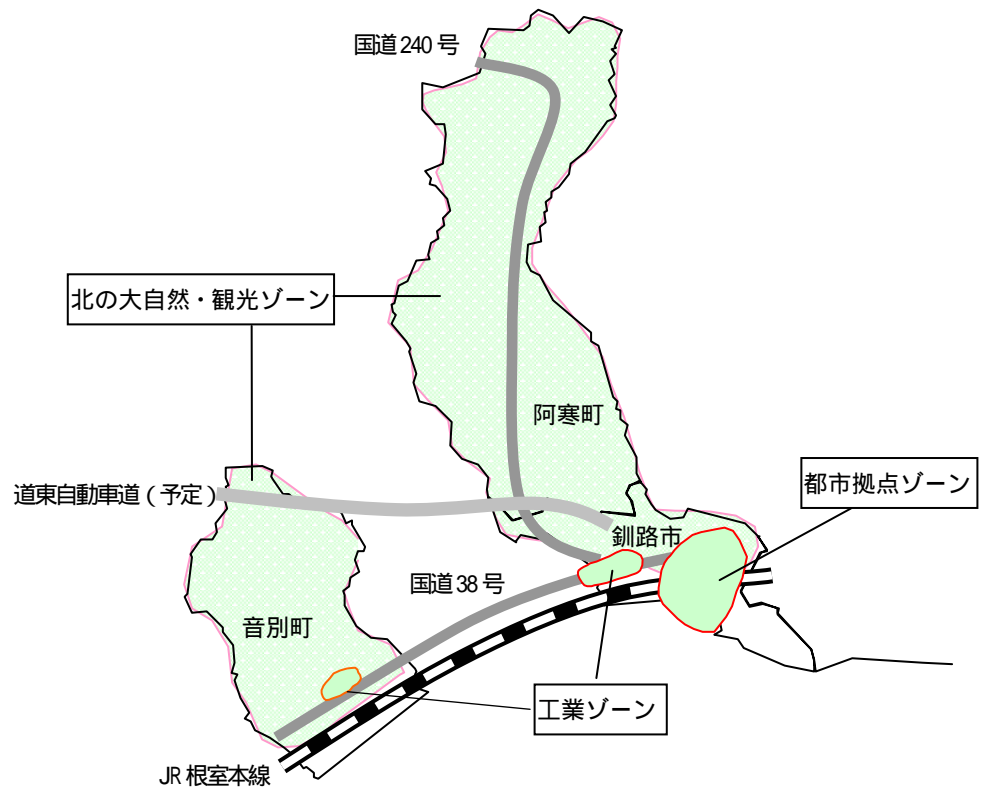 国道240号
北の大自然・観光ゾーン
阿寒町
都市拠点ゾーン
道東自動車道（予定）
釧路市
国道38号
音別町
工業ゾーン
JR根室本線